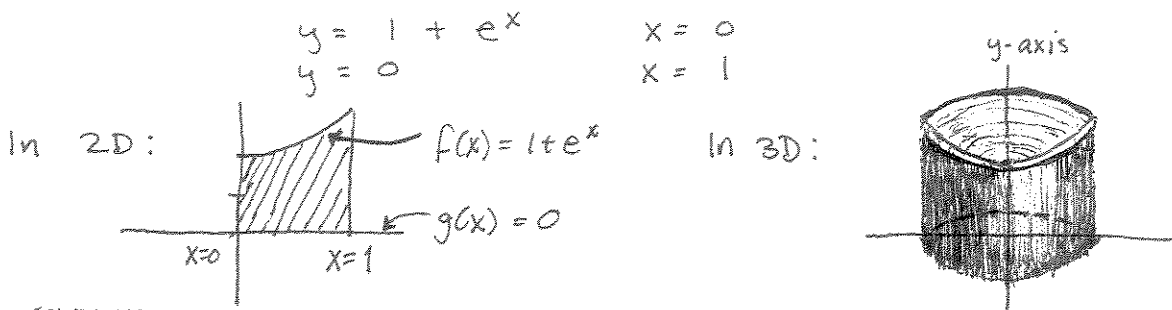 y = 1 + e^x    x = 0
y = 0    x = 1
y-axis
In 2D:    f(x) = 1 + e^x    In 3D:
g(x) = 0
x=0    x=1